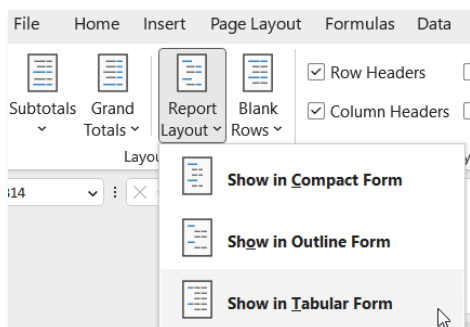 File Home Insert Page Layout Formulas Data
Subtotals Grand Totals Report Layout Blank Rows
Row Headers
Column Headers
Show in Compact Form
Show in Outline Form
Show in Tabular Form